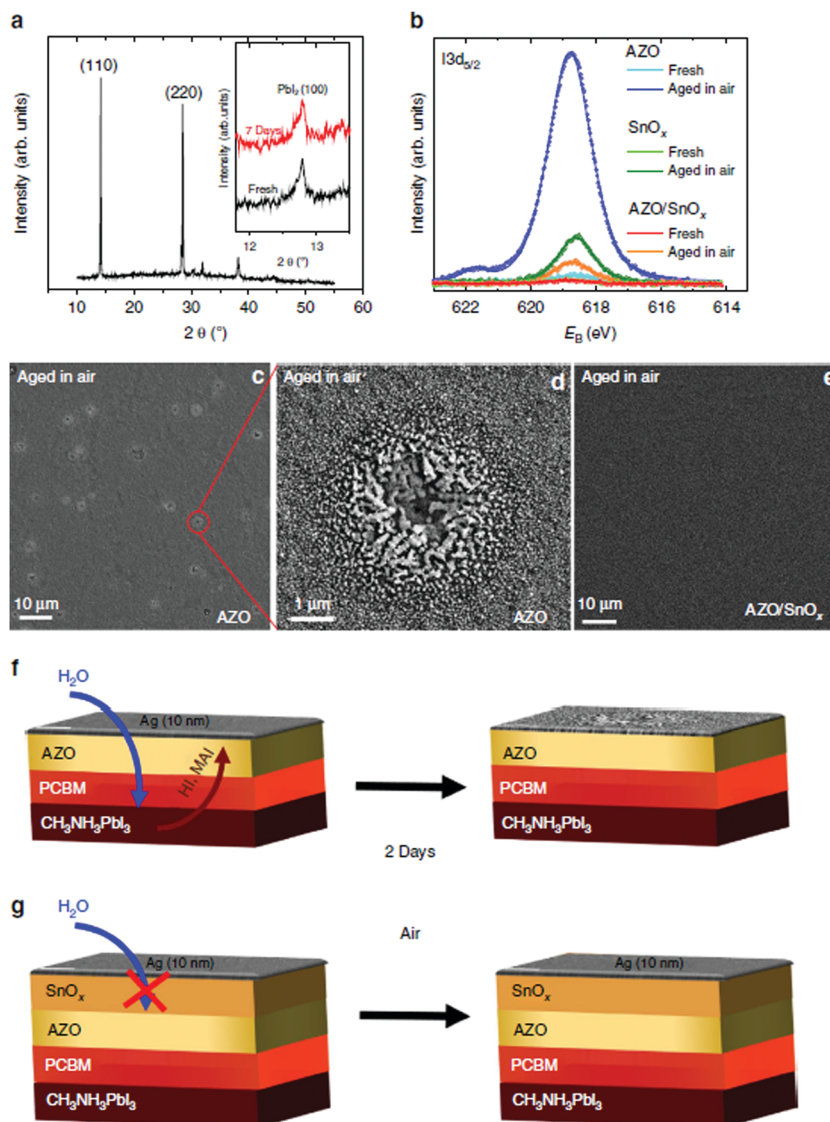 a
Intensity (arb. units)
(110)
(220)
Intensity (arb.units)
PbI₂ (100)
7 Days
Fresh
12
13
2 θ (°)
10
20
30
40
50
60
2 θ (°)
b
Intensity (arb. units)
I3d₅/₂
AZO
Fresh
Aged in air
SnOₓ
Fresh
Aged in air
AZO/SnOₓ
Fresh
Aged in air
622
620
618
616
614
E_B (eV)
Aged in air
c
10 μm
AZO
Aged in air
d
1 μm
AZO
Aged in air
e
10 μm
AZO/SnOₓ
f
H₂O
Ag (10 nm)
AZO
HI, MAI
PCBM
CH₃NH₃PbI₃
2 Days
AZO
PCBM
CH₃NH₃PbI₃
g
H₂O
Air
Ag (10 nm)
SnOₓ
AZO
PCBM
CH₃NH₃PbI₃
Ag (10 nm)
SnOₓ
AZO
PCBM
CH₃NH₃PbI₃